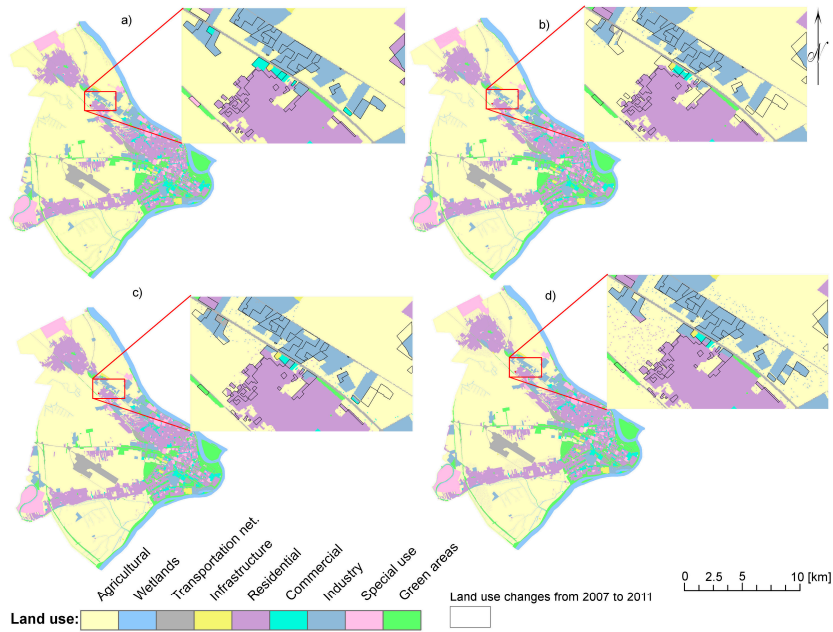 a)
b)
N
c)
d)
Agricultural
Wetlands
Transportation net.
Infrastructure
Residential
Commercial
Industry
Special use
Green areas
Land use:
Land use changes from 2007 to 2011
0 2.5 5 10 [km]